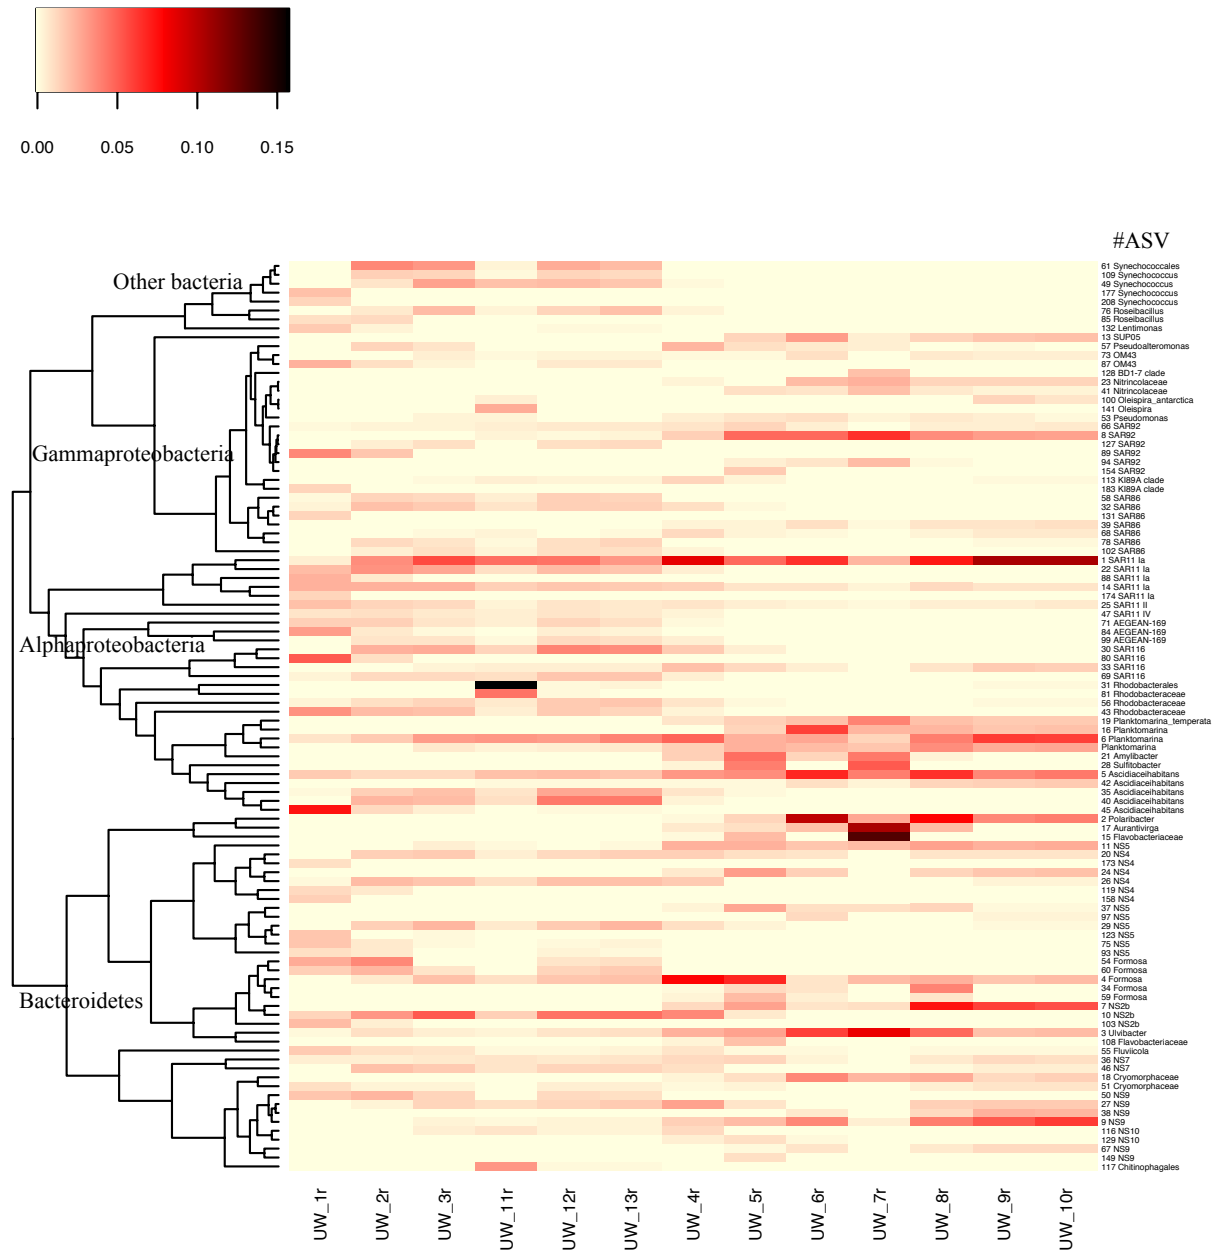 0.00 0.05 0.10 0.15
#ASV
Other bacteria
Gammaproteobacteria
Alphaproteobacteria
Bacteroidetes
61 Synechococcales
109 Synechococcus
49 Synechococcus
177 Synechococcus
208 Synechococcus
76 Roseibacillus
85 Roseibacillus
132 Lentimonas
13 SUP05
57 Pseudoalteromonas
73 OM43
87 OM43
128 BD1-7 clade
23 Nitrincolaceae
41 Nitrincolaceae
100 Oleispira_antarctica
141 Oleispira
53 Pseudomonas
66 SAR92
8 SAR92
127 SAR92
89 SAR92
94 SAR92
154 SAR92
113 KI89A clade
183 KI89A clade
58 SAR86
32 SAR86
131 SAR86
39 SAR86
68 SAR86
78 SAR86
102 SAR86
1 SAR11 Ia
22 SAR11 Ia
88 SAR11 Ia
14 SAR11 Ia
174 SAR11 Ia
25 SAR11 II
47 SAR11 IV
71 AEGEAN-169
84 AEGEAN-169
99 AEGEAN-169
30 SAR116
80 SAR116
33 SAR116
69 SAR116
31 Rhodobacterales
81 Rhodobacteraceae
56 Rhodobacteraceae
43 Rhodobacteraceae
19 Planktomarina_temperata
16 Planktomarina
6 Planktomarina
Planktomarina
21 Amylibacter
28 Sulfitobacter
5 Ascidiaceihabitans
42 Ascidiaceihabitans
35 Ascidiaceihabitans
40 Ascidiaceihabitans
45 Ascidiaceihabitans
2 Polaribacter
17 Aurantivirga
15 Flavobacteriaceae
11 NS5
20 NS4
173 NS4
24 NS4
26 NS4
119 NS4
158 NS4
37 NS5
97 NS5
29 NS5
123 NS5
75 NS5
93 NS5
54 Formosa
60 Formosa
4 Formosa
34 Formosa
59 Formosa
7 NS2b
10 NS2b
103 NS2b
3 Ulvibacter
108 Flavobacteriaceae
55 Fluviicola
36 NS7
46 NS7
18 Cryomorphaceae
51 Cryomorphaceae
50 NS9
27 NS9
38 NS9
9 NS9
116 NS10
129 NS10
67 NS9
149 NS9
117 Chitinophagales
UW_1r
UW_2r
UW_3r
UW_11r
UW_12r
UW_13r
UW_4r
UW_5r
UW_6r
UW_7r
UW_8r
UW_9r
UW_10r